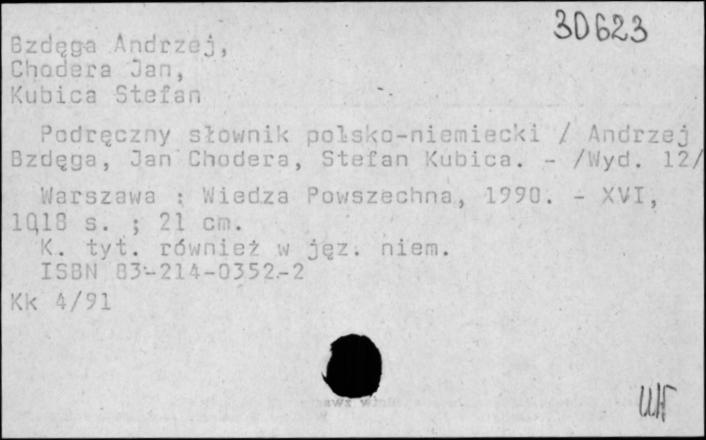 30623
Bzdęga Andrzej,
Chodera Jan,
Kubica Stefan
Podręczny słownik polsko-niemiecki / Andrzej
Bzdęga, Jan Chodera, Stefan Kubica. - /Wyd. 12/
Warszawa : Wiedza Powszechna, 1990. - XVI,
1018 s. ; 21 cm.
K. tyt. również w jęz. niem.
ISBN 83-214-0352-2
Kk 4/91